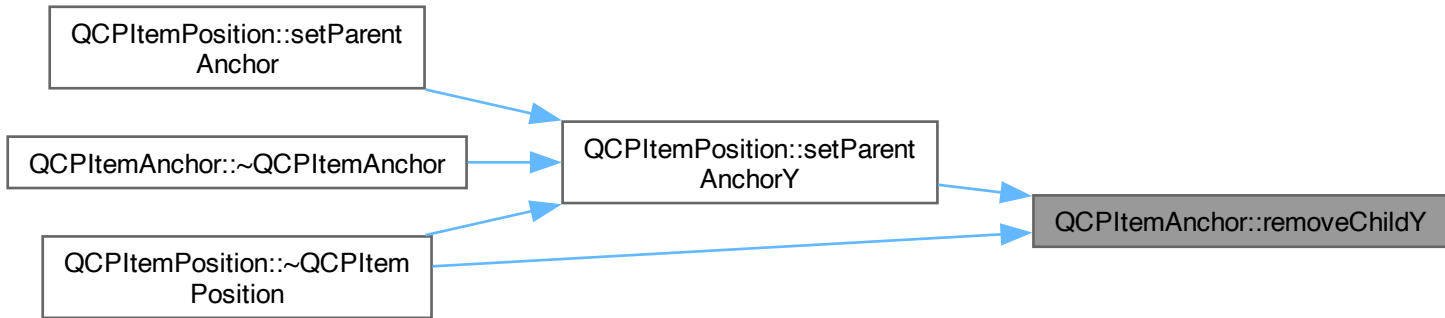 QCPItemPosition::setParent
Anchor
QCPItemAnchor::~QCPItemAnchor
QCPItemPosition::~QCPItem
Position
QCPItemPosition::setParent
AnchorY
QCPItemAnchor::removeChildY